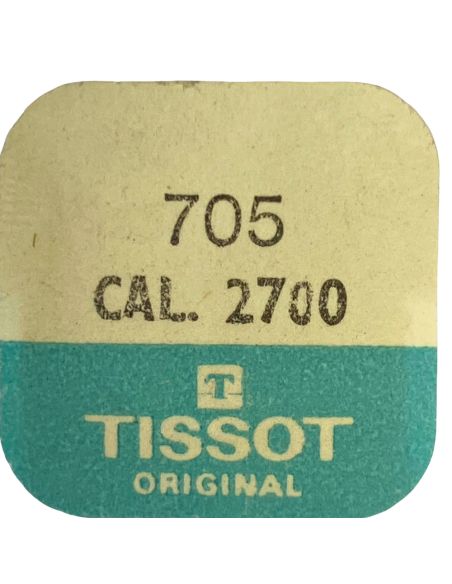 705
CAL. 2700
T
TISSOT
ORIGINAL